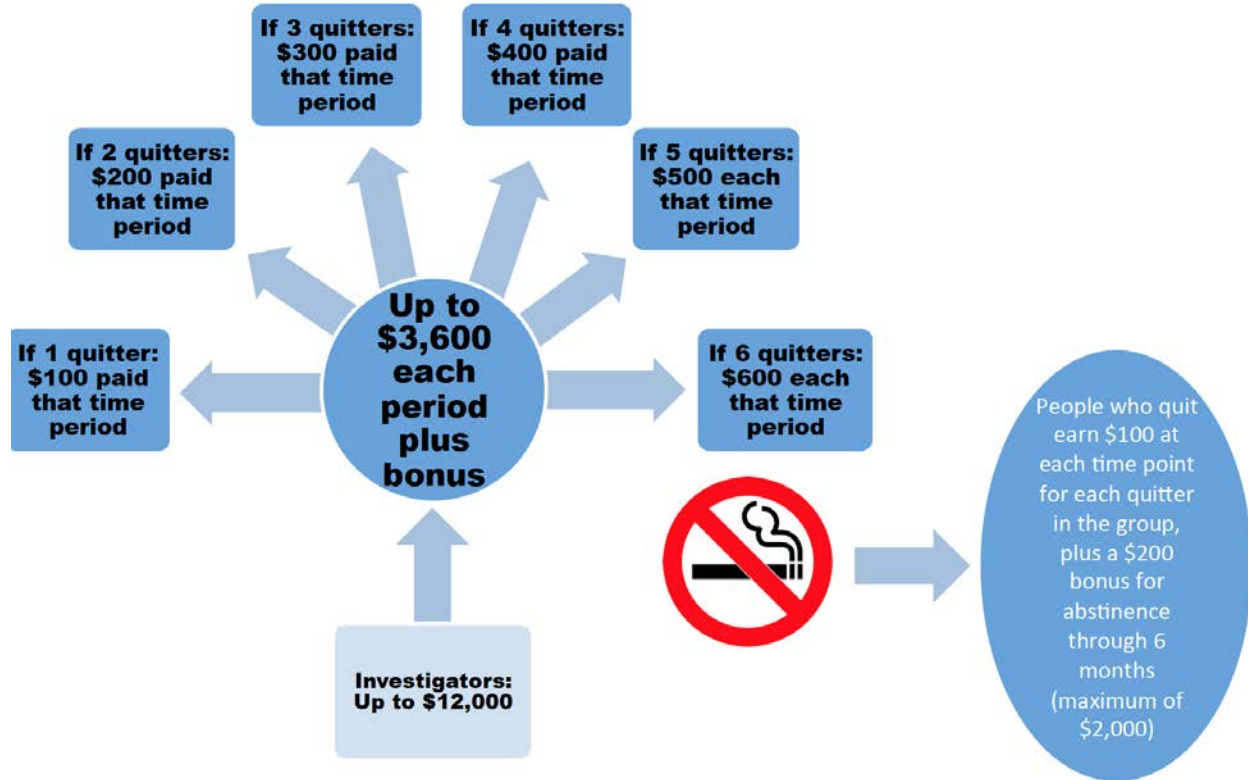 If 3 quitters:
$300 paid
that time
period
If 4 quitters:
$400 paid
that time
period
If 2 quitters:
$200 paid
that time
period
If 5 quitters:
$500 each
that time
period
If 1 quitter:
$100 paid
that time
period
Up to
$3,600
each
period
plus
bonus
If 6 quitters:
$600 each
that time
period
People who quit
earn $100 at
each time point
for each quitter
in the group,
plus a $200
bonus for
abstinence
through 6
months
(maximum of
$2,000)
Investigators:
Up to $12,000